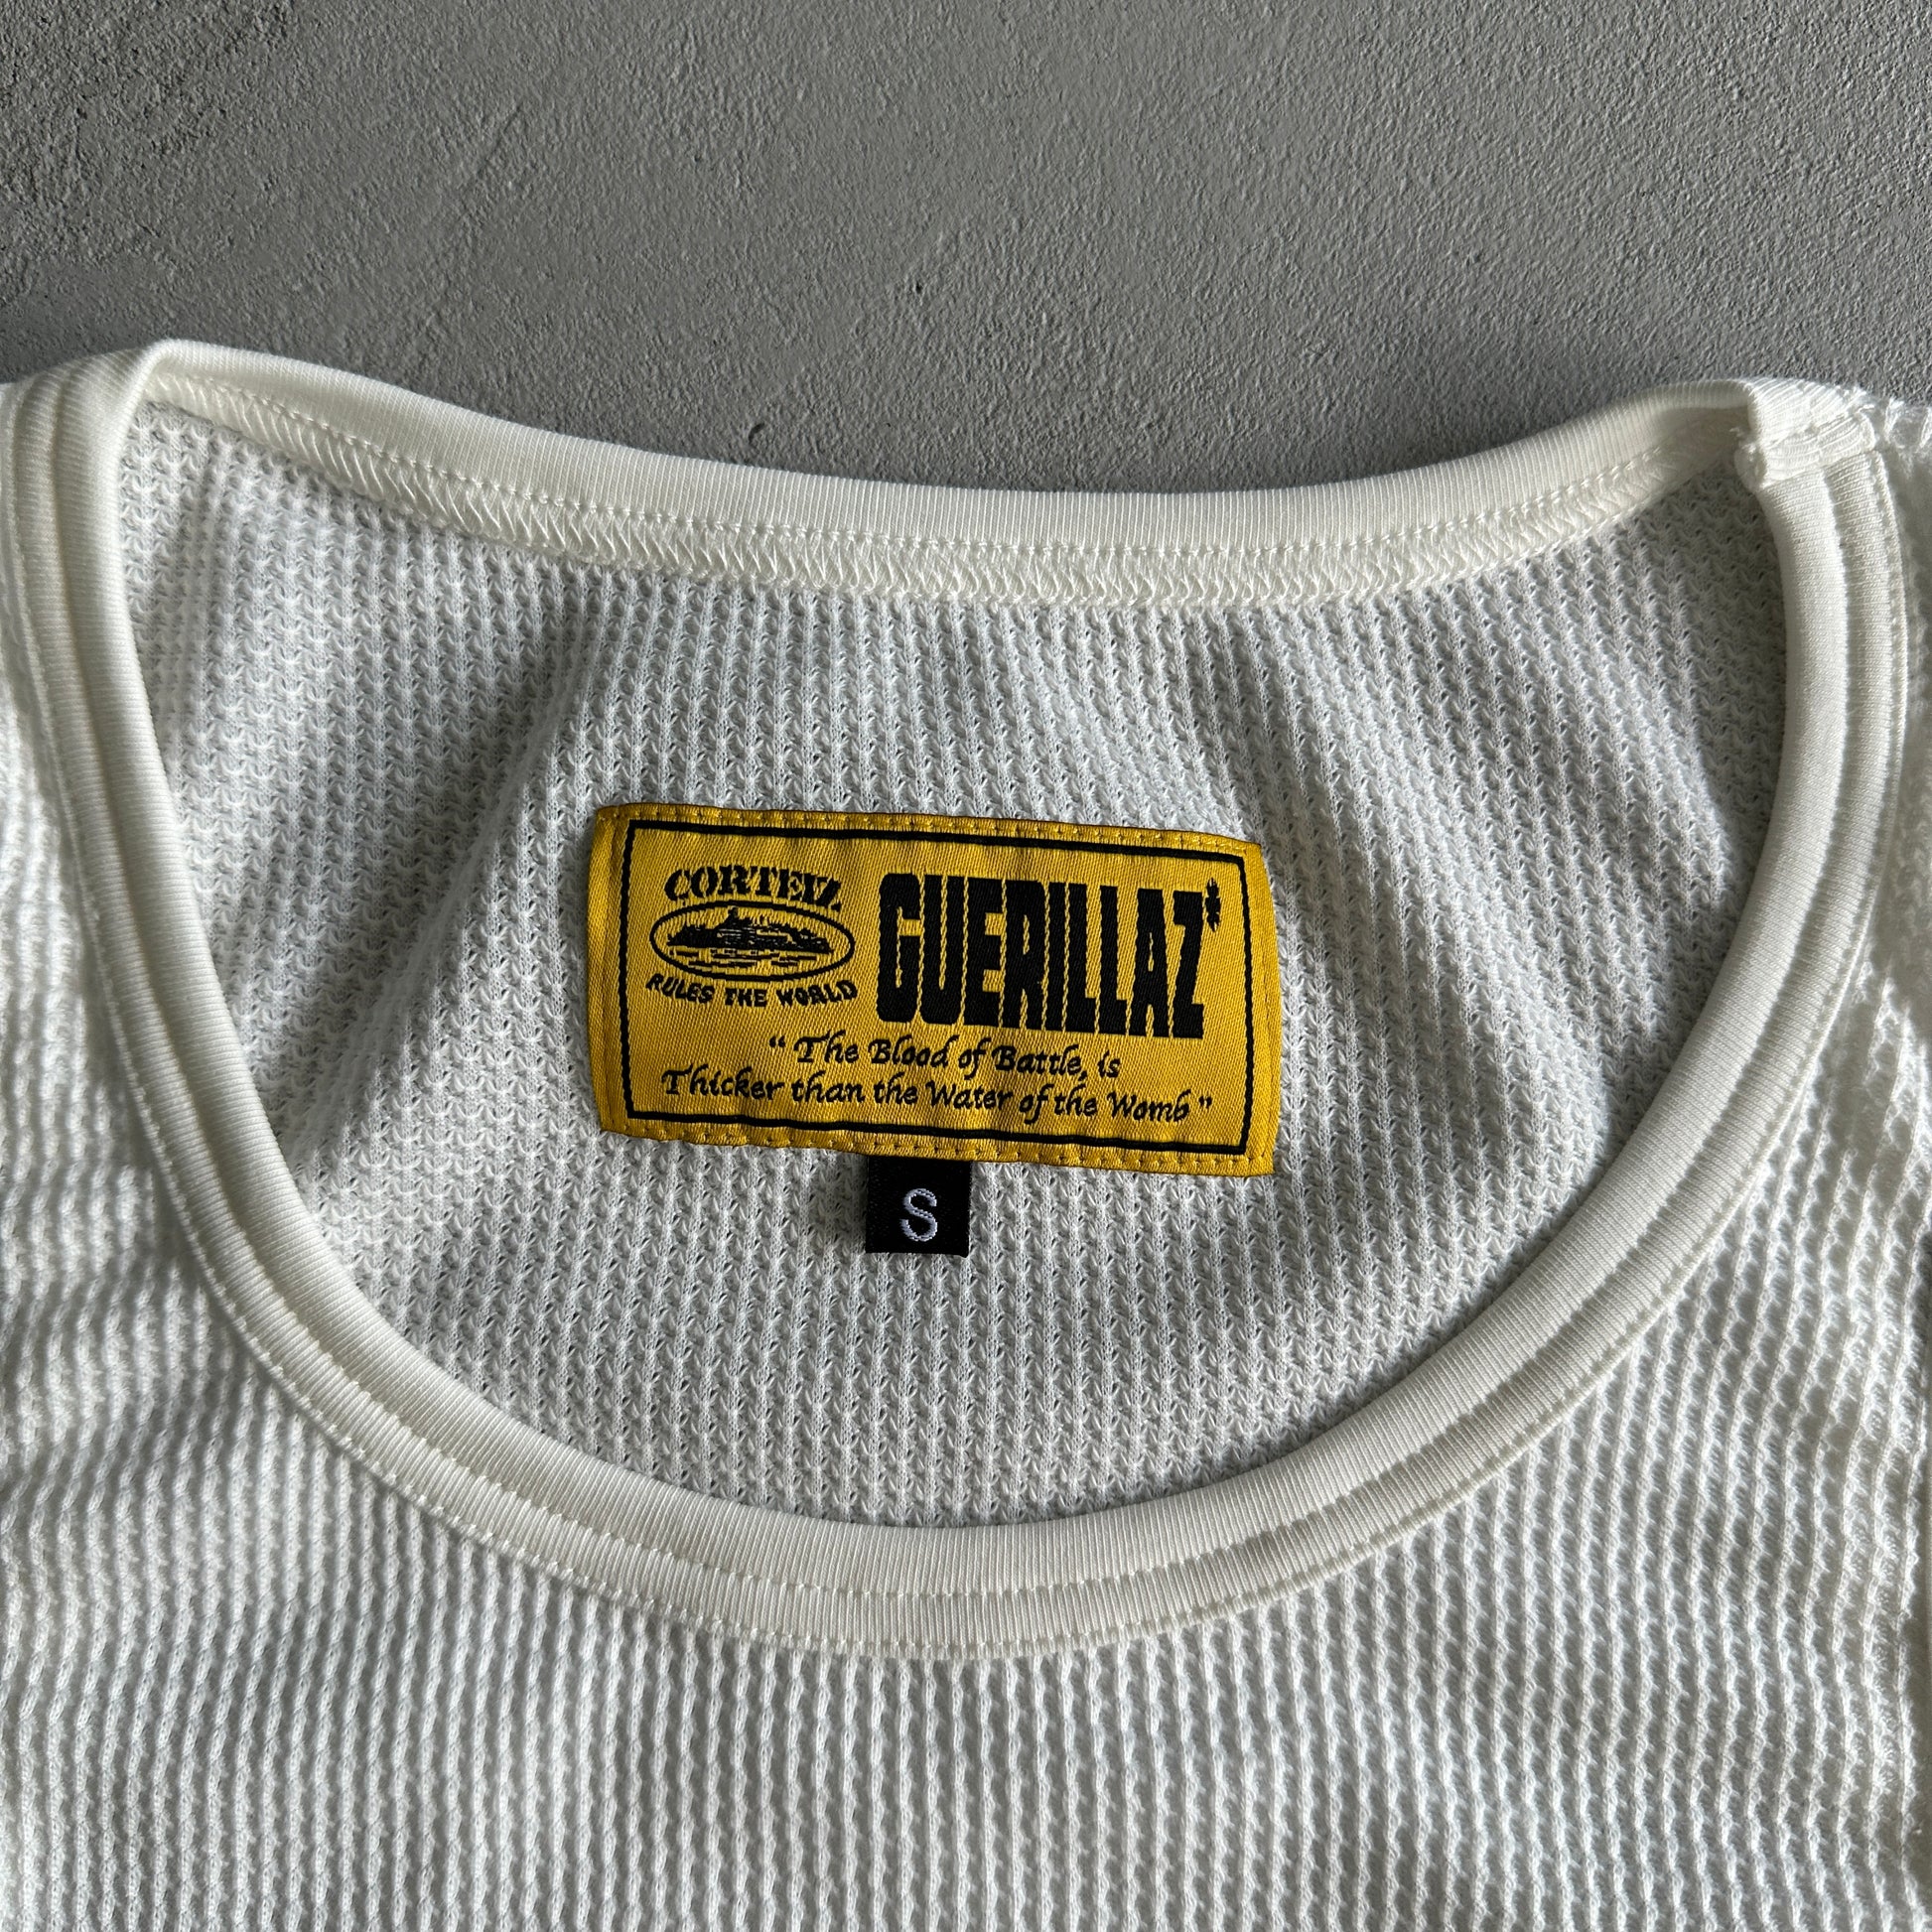 CORTEIZ
RULES THE WORLD
GUERILLAZ
" The Blood of Battle, is
Thicker than the Water of the Womb "
S